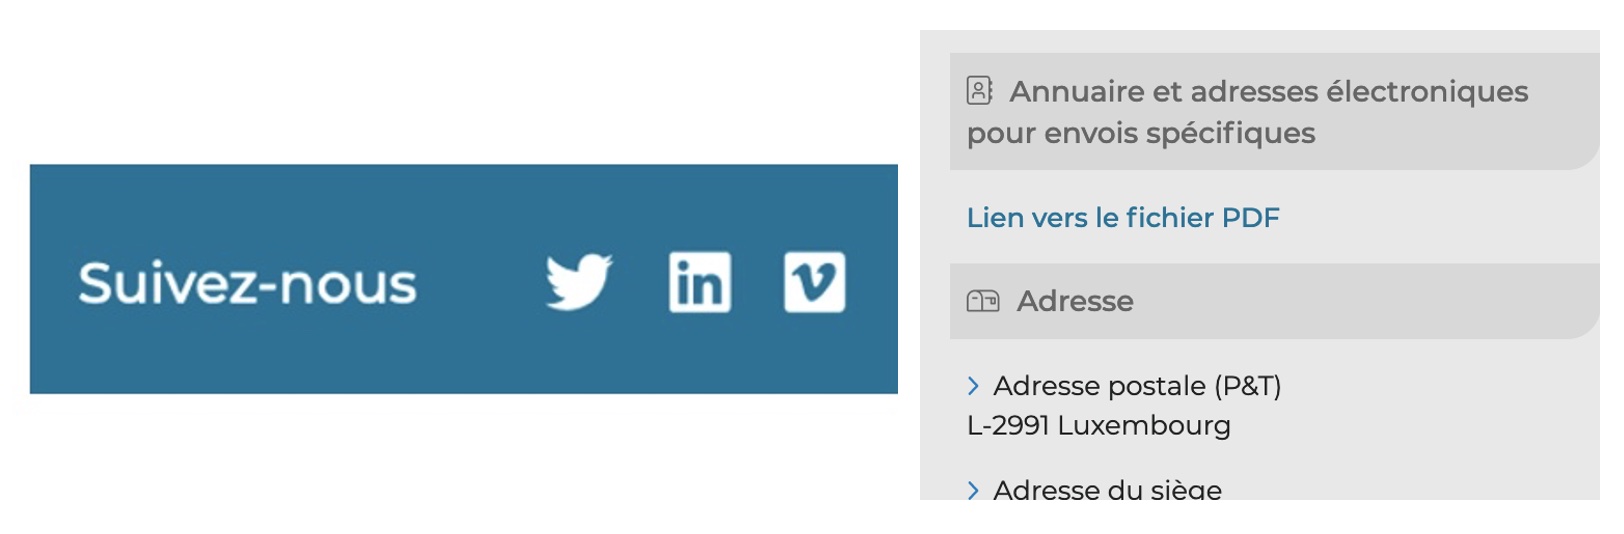 Suivez-nous
Annuaire et adresses électroniques
pour envois spécifiques
Lien vers le fichier PDF
Adresse
Adresse postale (P&T)
L-2991 Luxembourg
Adresse du siège